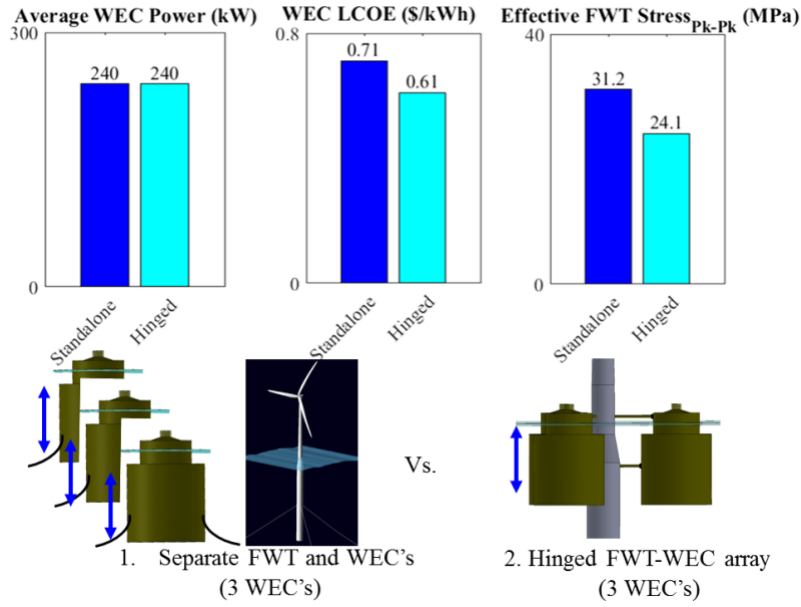 Average WEC Power (kW)
300
240
240
0
Standalone
Hinged
WEC LCOE ($/kWh)
0.8
0.71
0.61
0
Standalone
Hinged
Effective FWT Stress Pk-Pk (MPa)
40
31.2
24.1
0
Standalone
Hinged
Vs.
1. Separate FWT and WEC's
(3 WEC's)
2. Hinged FWT-WEC array
(3 WEC's)